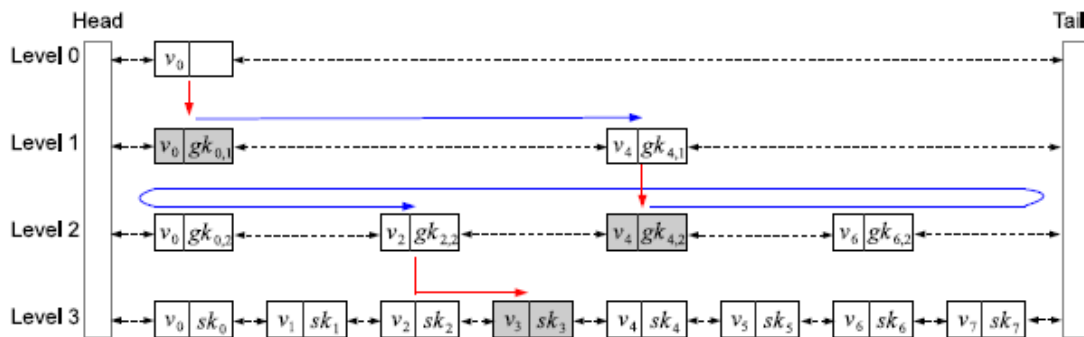 Head Tail
Level 0 v₀
Level 1 v₀ gk₀,₁ v₄ gk₄,₁
Level 2 v₀ gk₀,₂ v₂ gk₂,₂ v₄ gk₄,₂ v₆ gk₆,₂
Level 3 v₀ sk₀ v₁ sk₁ v₂ sk₂ v₃ sk₃ v₄ sk₄ v₅ sk₅ v₆ sk₆ v₇ sk₇